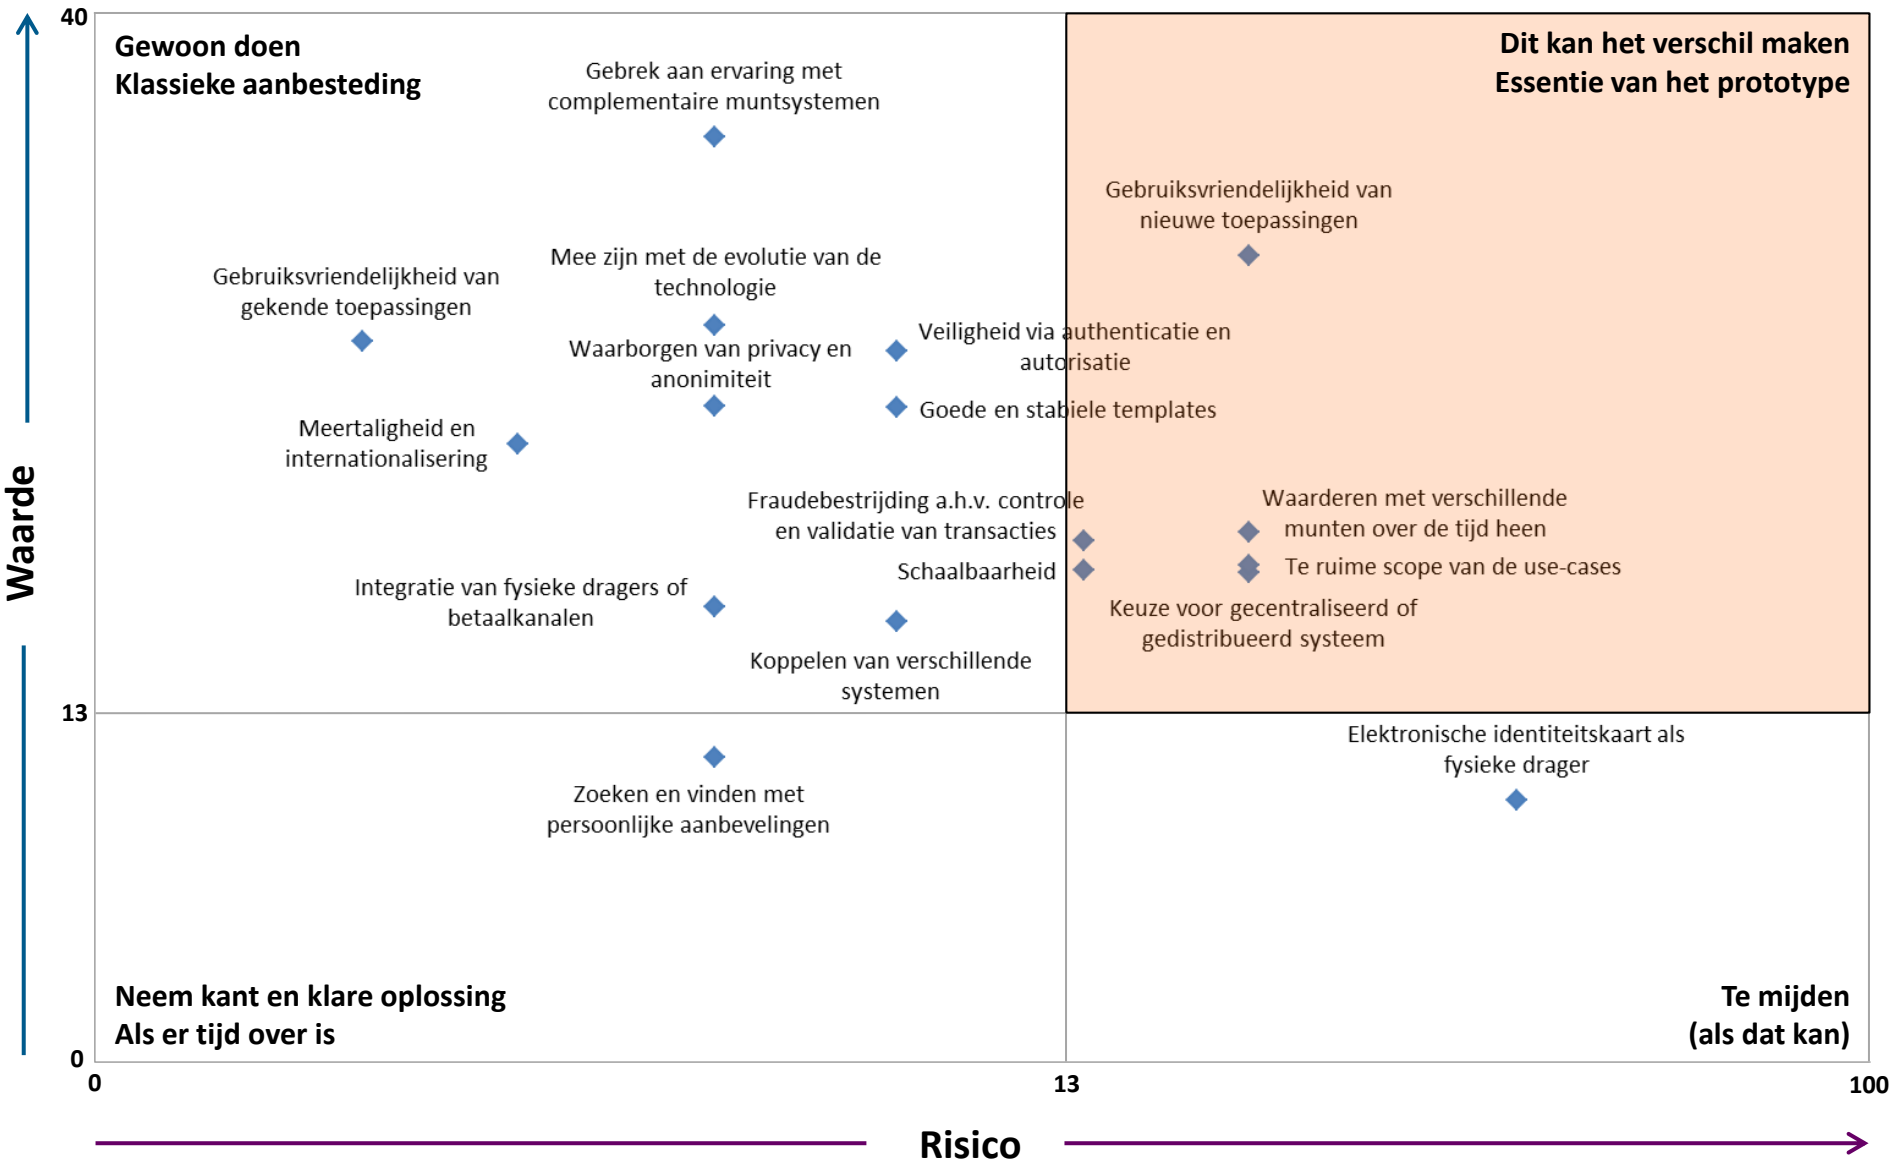 40
Gewoon doen
Klassieke aanbesteding
Dit kan het verschil maken
Essentie van het prototype
Gebrek aan ervaring met
complementaire muntsystemen
Gebruiksvriendelijkheid van
nieuwe toepassingen
Mee zijn met de evolutie van de
technologie
Gebruiksvriendelijkheid van
gekende toepassingen
Veiligheid via authenticatie en
autorisatie
Waarborgen van privacy en
anonimiteit
Goede en stabiele templates
Meertaligheid en
internationalisering
Waarde
Fraudebestrijding a.h.v. controle
en validatie van transacties
Waarderen met verschillende
munten over de tijd heen
Schaalbaarheid
Te ruime scope van de use-cases
Integratie van fysieke dragers of
betaalkanalen
Keuze voor gecentraliseerd of
gedistribueerd systeem
Koppelen van verschillende
systemen
13
Elektronische identiteitskaart als
fysieke drager
Zoeken en vinden met
persoonlijke aanbevelingen
Neem kant en klare oplossing
Als er tijd over is
Te mijden
(als dat kan)
0
0
13
100
Risico